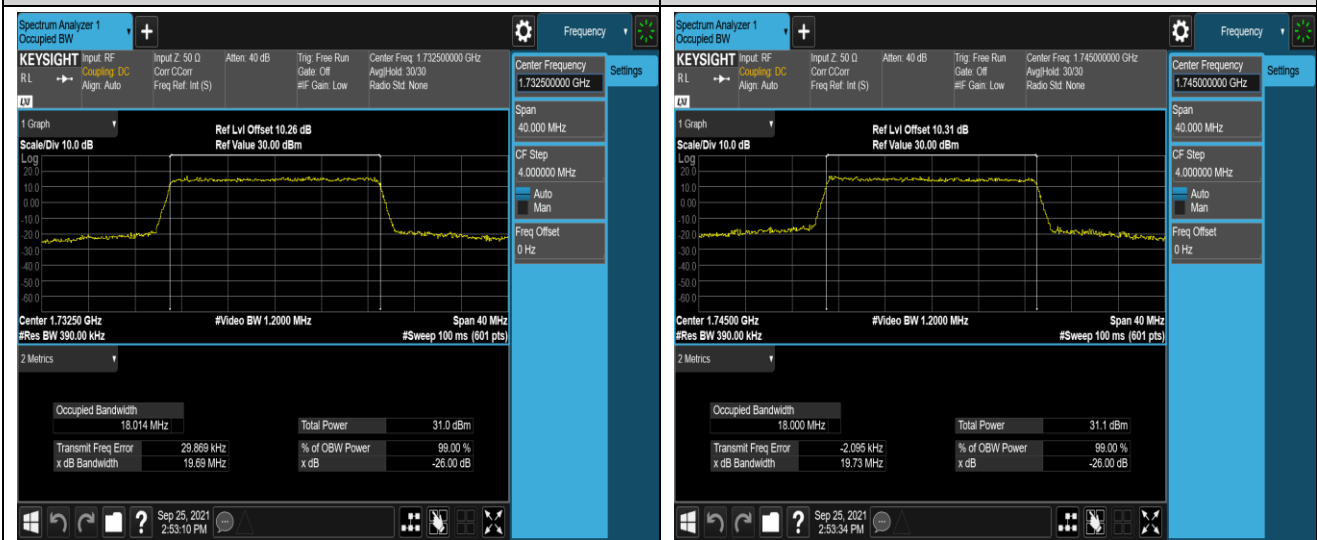 Spectrum Analyzer 1
Occupied BW
+
Frequency
KEYSIGHT
R L
LXI
Input: RF
Coupling: DC
Align: Auto
Input Z: 50 Ω
Corr CCorr
Freq Ref: Int (S)
Atten: 40 dB
Trig: Free Run
Gate: Off
#IF Gain: Low
Center Freq: 1.732500000 GHz
Avg|Hold: 30/30
Radio Std: None
Center Frequency
1.732500000 GHz
Settings
Span
40.000 MHz
CF Step
4.000000 MHz
Auto
Man
Freq Offset
0 Hz
1 Graph
Ref Lvl Offset 10.26 dB
Scale/Div 10.0 dB
Ref Value 30.00 dBm
Log
20.0
10.0
0.00
-10.0
-20.0
-30.0
-40.0
-50.0
-60.0
Center 1.73250 GHz
#Video BW 1.2000 MHz
Span 40 MHz
#Res BW 390.00 kHz
#Sweep 100 ms (601 pts)
2 Metrics
Occupied Bandwidth
18.014 MHz
Total Power 31.0 dBm
Transmit Freq Error 29.869 kHz
% of OBW Power 99.00 %
x dB Bandwidth 19.69 MHz
x dB -26.00 dB
?
Sep 25, 2021
2:53:10 PM
Spectrum Analyzer 1
Occupied BW
+
Frequency
KEYSIGHT
R L
LXI
Input: RF
Coupling: DC
Align: Auto
Input Z: 50 Ω
Corr CCorr
Freq Ref: Int (S)
Atten: 40 dB
Trig: Free Run
Gate: Off
#IF Gain: Low
Center Freq: 1.745000000 GHz
Avg|Hold: 30/30
Radio Std: None
Center Frequency
1.745000000 GHz
Settings
Span
40.000 MHz
CF Step
4.000000 MHz
Auto
Man
Freq Offset
0 Hz
1 Graph
Ref Lvl Offset 10.31 dB
Scale/Div 10.0 dB
Ref Value 30.00 dBm
Log
20.0
10.0
0.00
-10.0
-20.0
-30.0
-40.0
-50.0
-60.0
Center 1.74500 GHz
#Video BW 1.2000 MHz
Span 40 MHz
#Res BW 390.00 kHz
#Sweep 100 ms (601 pts)
2 Metrics
Occupied Bandwidth
18.000 MHz
Total Power 31.1 dBm
Transmit Freq Error -2.095 kHz
% of OBW Power 99.00 %
x dB Bandwidth 19.73 MHz
x dB -26.00 dB
?
Sep 25, 2021
2:53:34 PM